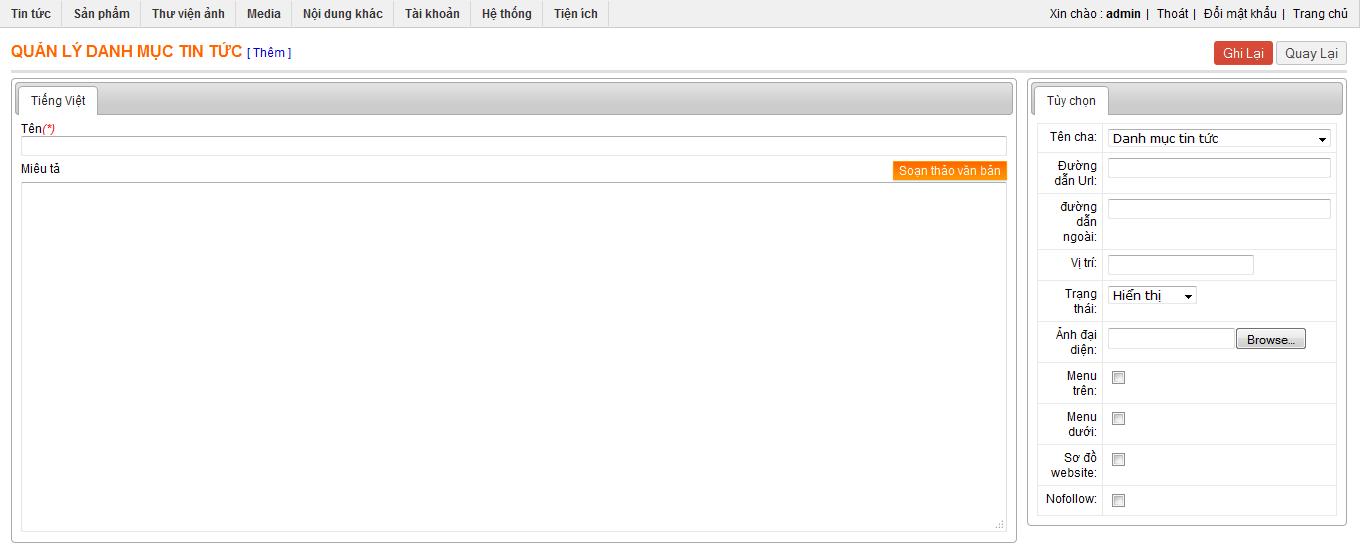 Tin tức Sản phẩm Thư viện ảnh Media Nội dung khác Tài khoản Hệ thống Tiện ích Xin chào : admin | Thoát | Đổi mật khẩu | Trang chủ
QUẢN LÝ DANH MỤC TIN TỨC [ Thêm ] Ghi Lại Quay Lại
Tiếng Việt
Tên(*)
Miêu tả Soạn thảo văn bản
Tùy chọn
Tên cha: Danh mục tin tức
Đường
dẫn Url:
đường
dẫn
ngoài:
Vị trí:
Trạng
thái: Hiển thị
Ảnh đại
diện: Browse...
Menu
trên:
Menu
dưới:
Sơ đồ
website:
Nofollow: